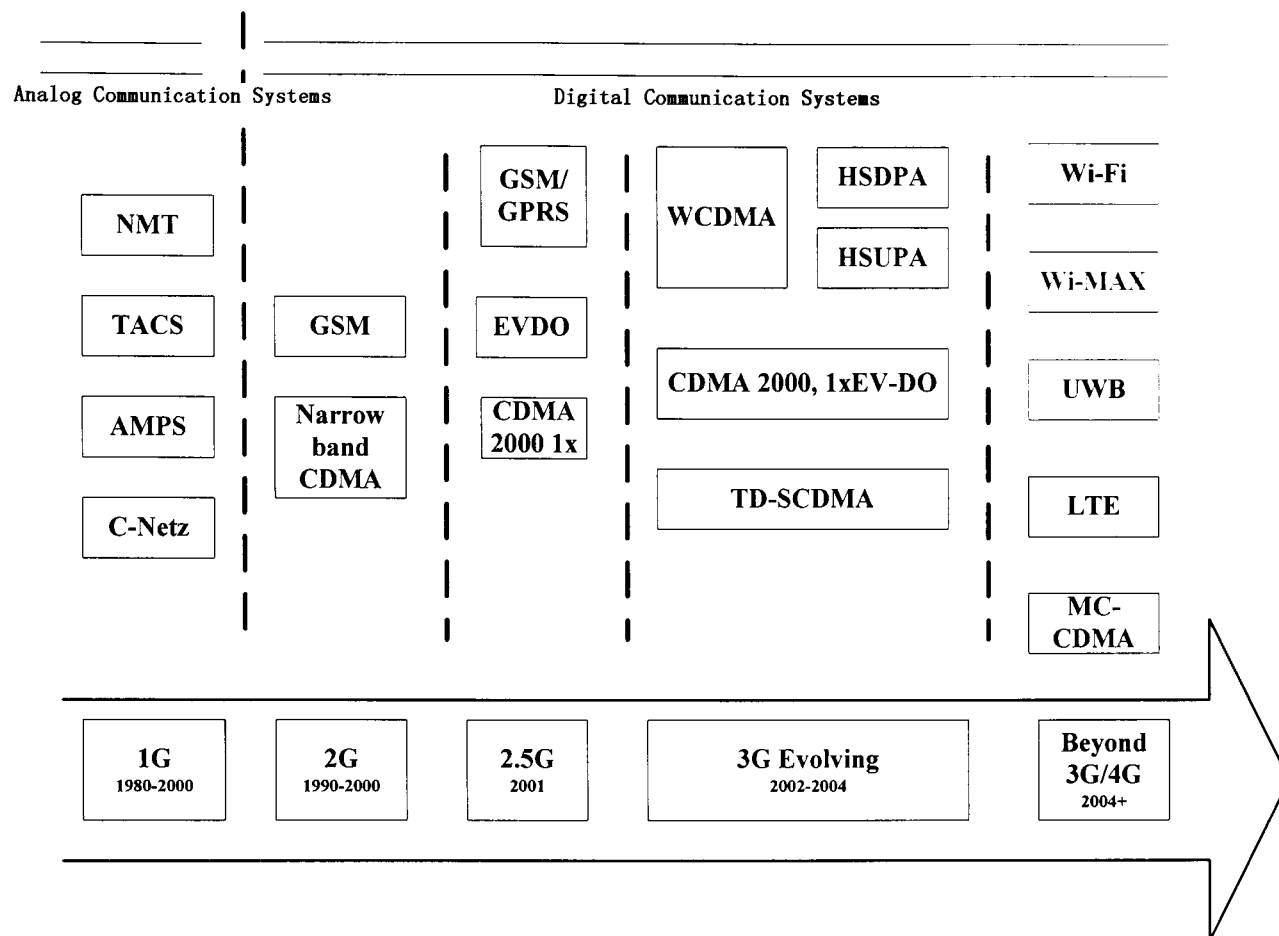 Analog Communication Systems
Digital Communication Systems
NMT
TACS
AMPS
C-Netz
GSM
Narrow
band
CDMA
GSM/
GPRS
EVDO
CDMA
2000 1x
WCDMA
HSDPA
HSUPA
CDMA 2000, 1xEV-DO
TD-SCDMA
Wi-Fi
Wi-MAX
UWB
LTE
MC-
CDMA
1G
1980-2000
2G
1990-2000
2.5G
2001
3G Evolving
2002-2004
Beyond
3G/4G
2004+